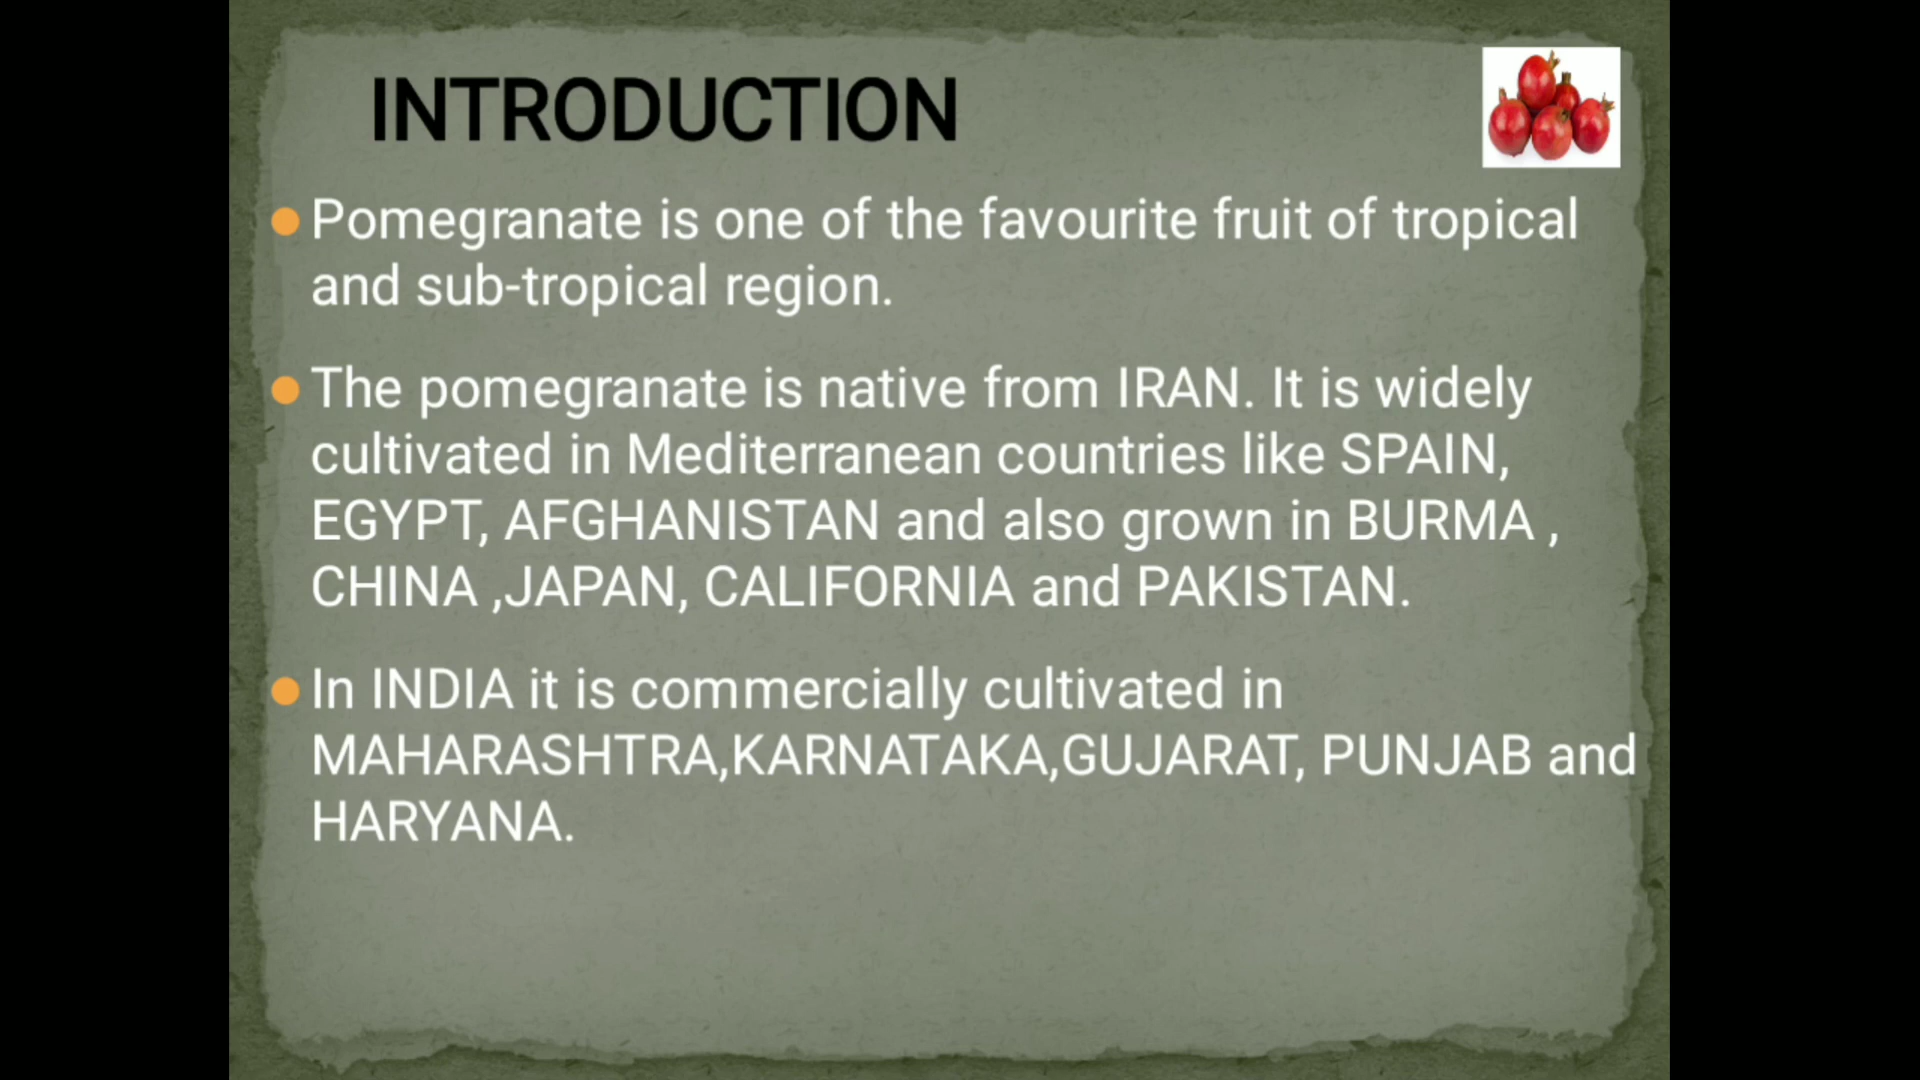 INTRODUCTION
Pomegranate is one of the favourite fruit of tropical
and sub-tropical region.
The pomegranate is native from IRAN. It is widely
cultivated in Mediterranean countries like SPAIN,
EGYPT, AFGHANISTAN and also grown in BURMA ,
CHINA ,JAPAN, CALIFORNIA and PAKISTAN.
In INDIA it is commercially cultivated in
MAHARASHTRA,KARNATAKA,GUJARAT, PUNJAB and
HARYANA.